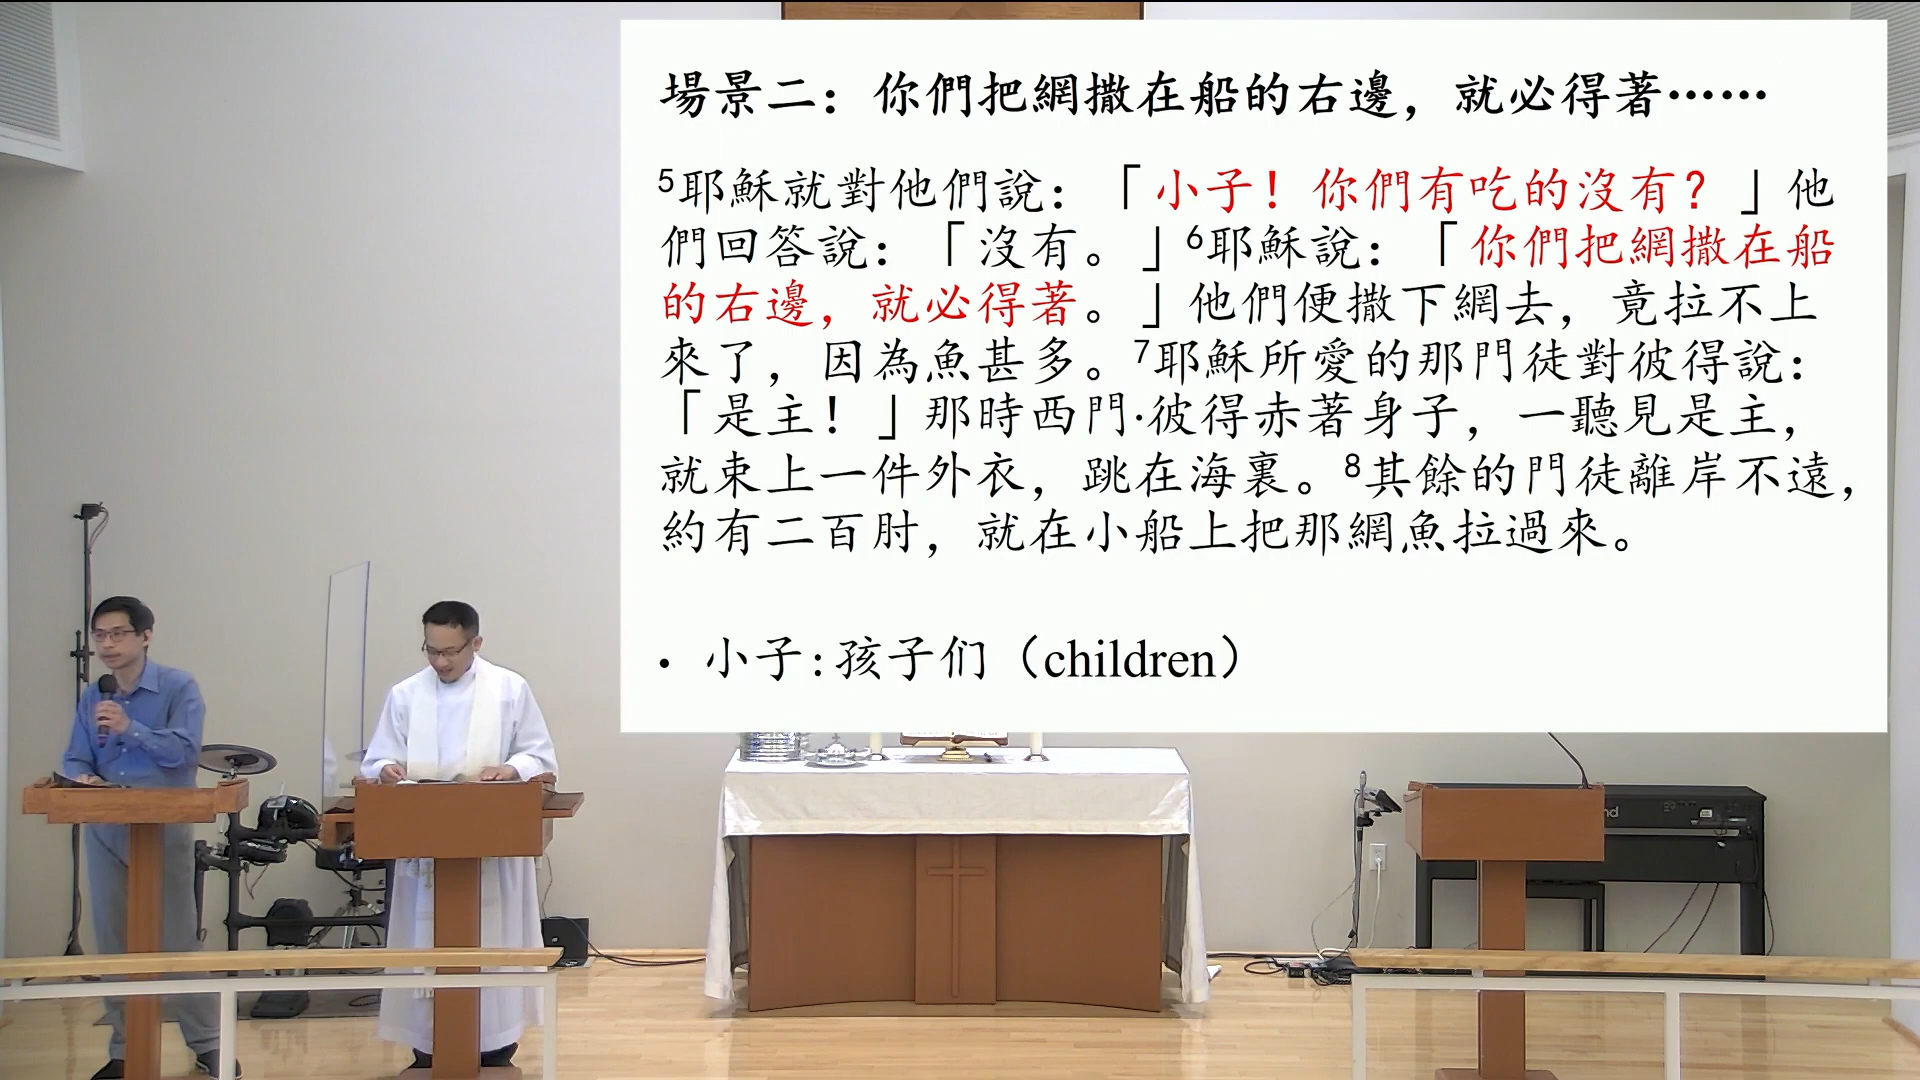 場景二：你們把網撒在船的右邊，就必得著……
5耶穌就對他們說：「小子！你們有吃的沒有？」他
們回答說：「沒有。」6耶穌說：「你們把網撒在船
的右邊，就必得著。」他們便撒下網去，竟拉不上
來了，因為魚甚多。7耶穌所愛的那門徒對彼得說：
「是主！」那時西門·彼得赤著身子，一聽見是主，
就束上一件外衣，跳在海裏。8其餘的門徒離岸不遠，
約有二百肘，就在小船上把那網魚拉過來。
• 小子:孩子们（children）